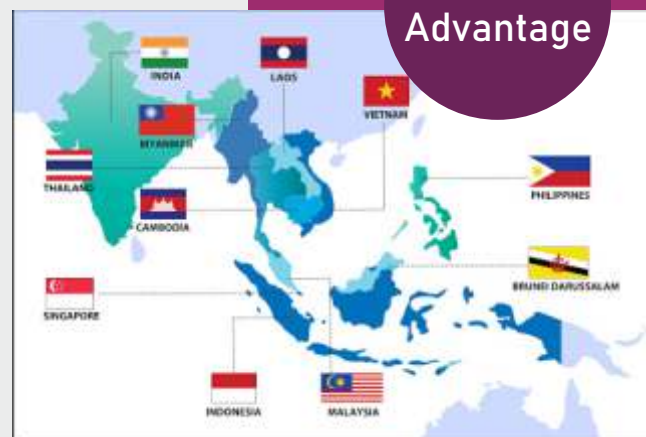 Advantage
INDIA
LAOS
VIETNAM
MYANMAR
THAILAND
PHILIPPINES
CAMBODIA
BRUNEI DARUSSALAM
SINGAPORE
INDONESIA
MALAYSIA